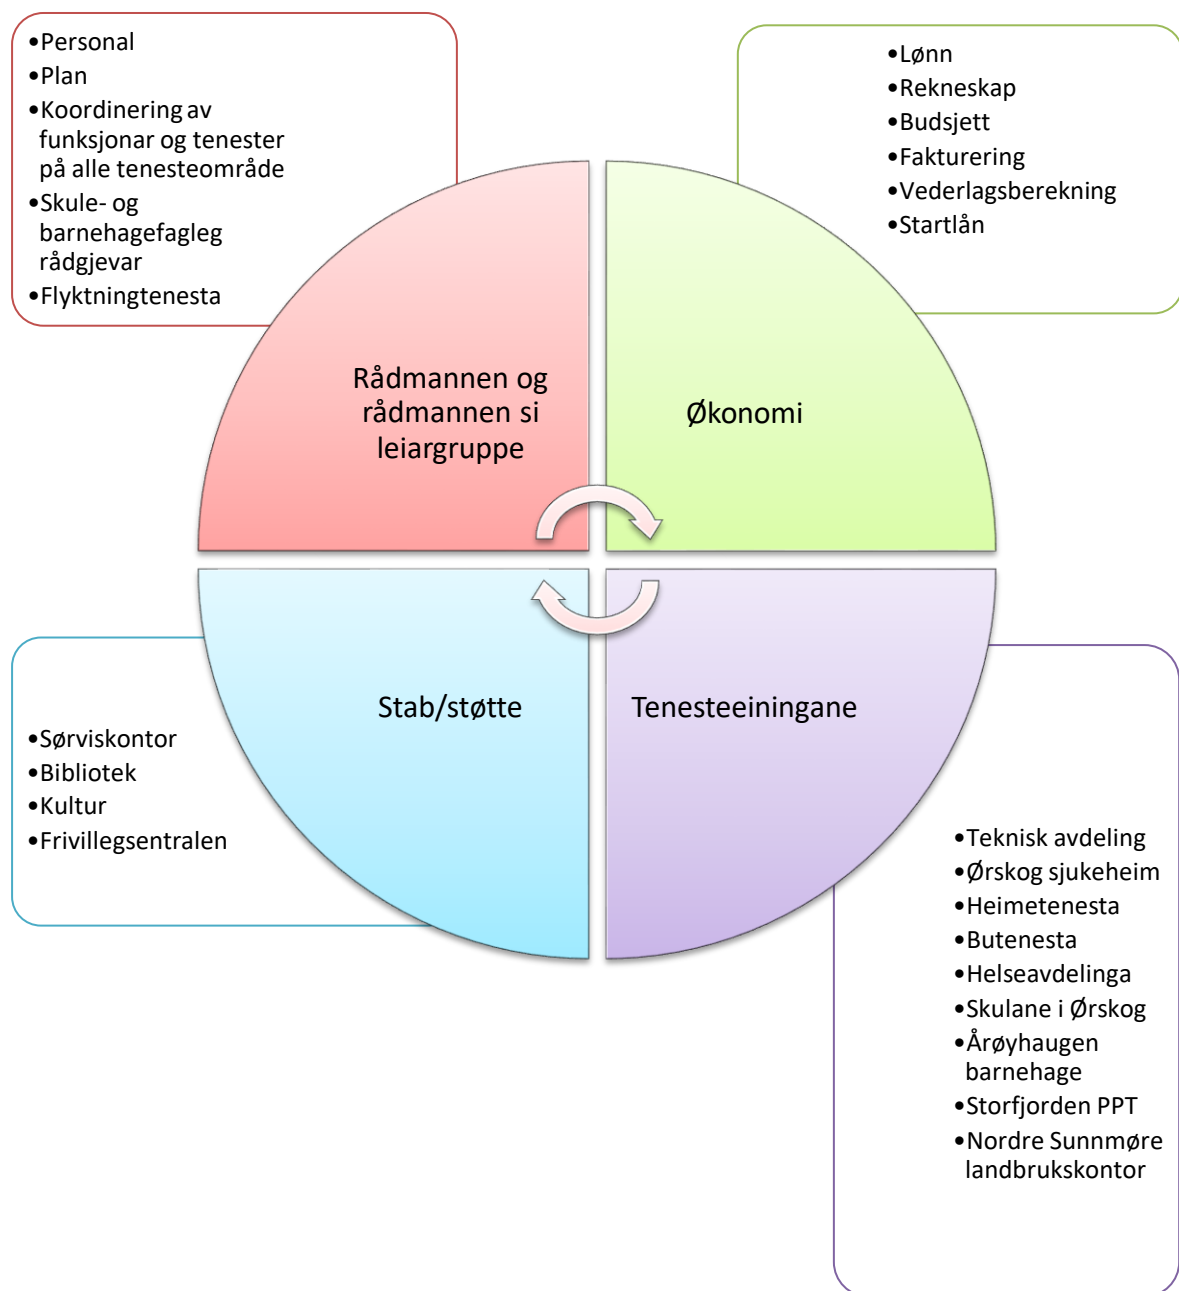 •Personal
•Plan
•Koordinering av
funksjonar og tenester
på alle tenesteområde
•Skule- og
barnehagefagleg
rådgjevar
•Flyktningtenesta
•Lønn
•Rekneskap
•Budsjett
•Fakturering
•Vederlagsberekning
•Startlån
Rådmannen og
rådmannen si
leiargruppe
Økonomi
Stab/støtte
Tenesteeiningane
•Sørviskontor
•Bibliotek
•Kultur
•Frivillegsentralen
•Teknisk avdeling
•Ørskog sjukeheim
•Heimetenesta
•Butenesta
•Helseavdelinga
•Skulane i Ørskog
•Årøyhaugen
barnehage
•Storfjorden PPT
•Nordre Sunnmøre
landbrukskontor